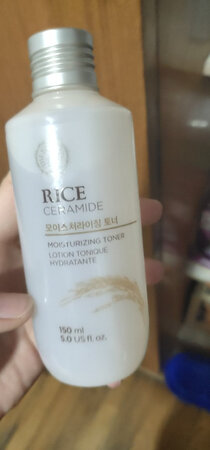 RICE
CERAMIDE
모이스처라이징 토너
MOISTURIZING TONER
LOTION TONIQUE
HYDRATANTE
150 ml
5.0 US fl. oz.